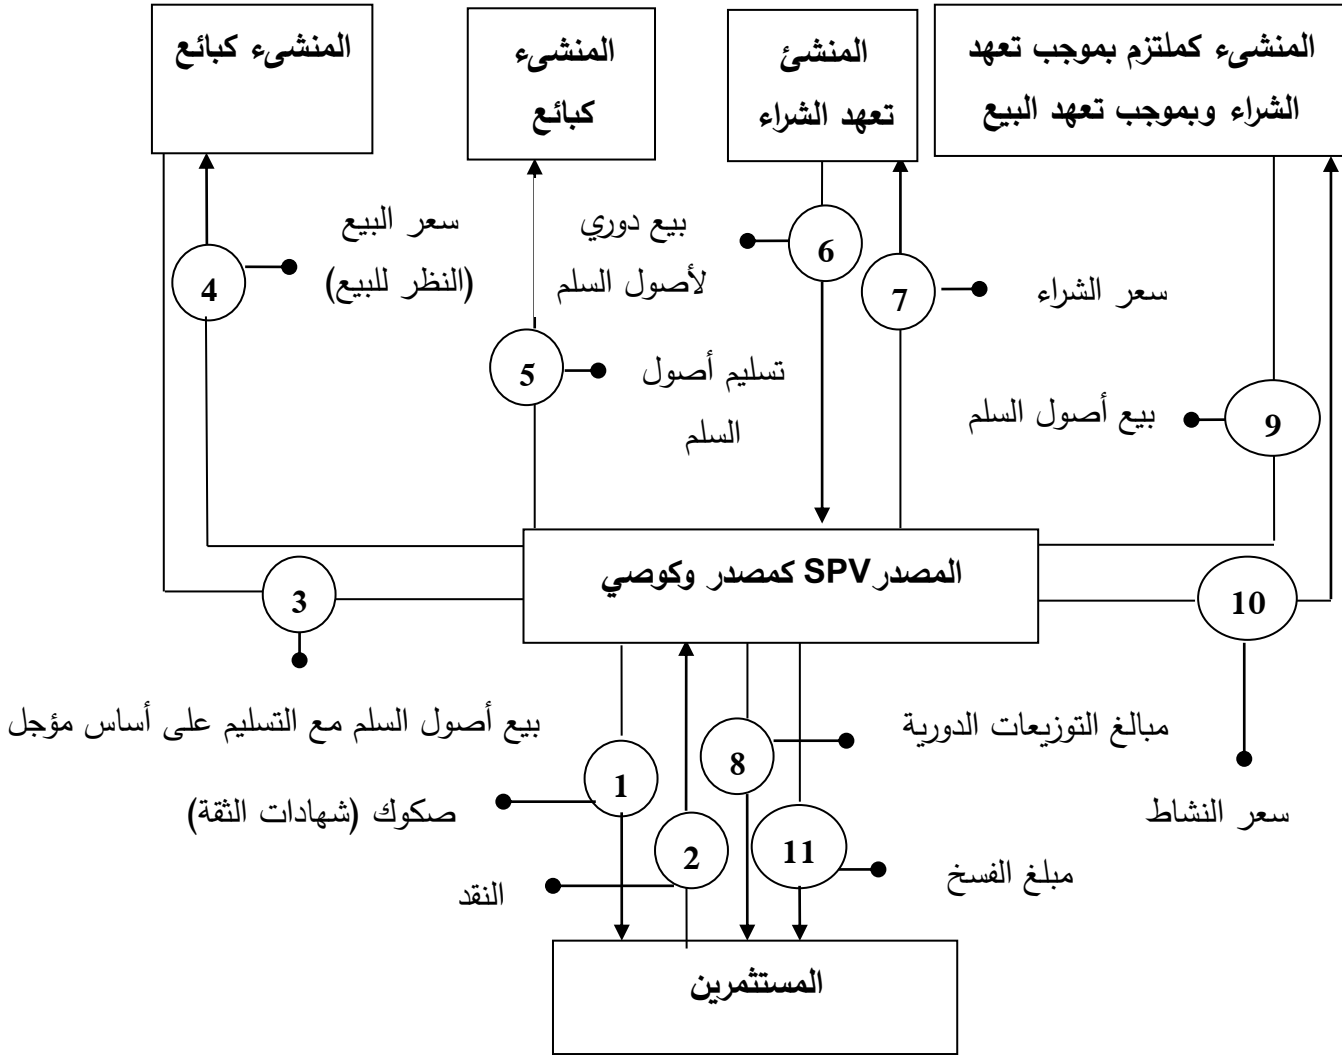 المنشىء كملتزم بموجب تعهد
الشراء وبموجب تعهد البيع
المنشئ
تعهد الشراء
المنشىء
كبائع
المنشىء كبائع
سعر البيع
(النظر للبيع)
4
بيع دوري
لأصول السلم
6
7
سعر الشراء
5
تسليم أصول
السلم
بيع أصول السلم
9
المصدر SPV كمصدر وكوصي
3
10
بيع أصول السلم مع التسليم على أساس مؤجل
مبالغ التوزيعات الدورية
8
1
صكوك (شهادات الثقة)
سعر النشاط
2
11
مبلغ الفسخ
النقد
المستثمرين